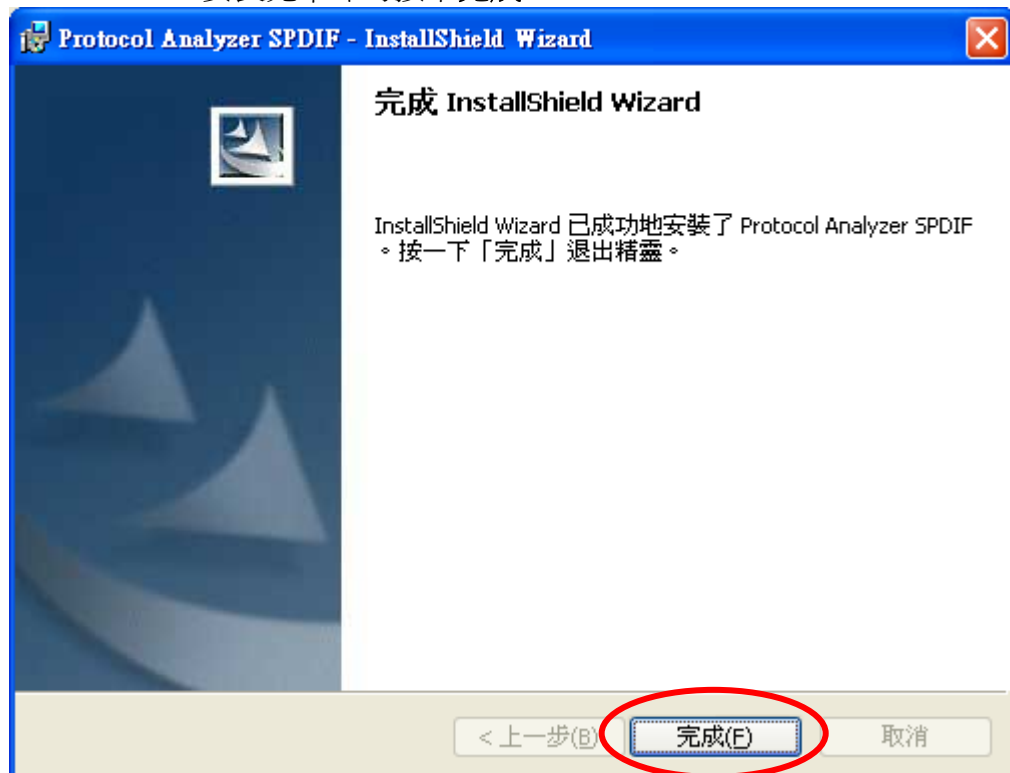 Protocol Analyzer SPDIF - InstallShield Wizard
完成 InstallShield Wizard
InstallShield Wizard 已成功地安裝了 Protocol Analyzer SPDIF
。按一下「完成」退出精靈。
< 上一步(B)
完成(F)
取消